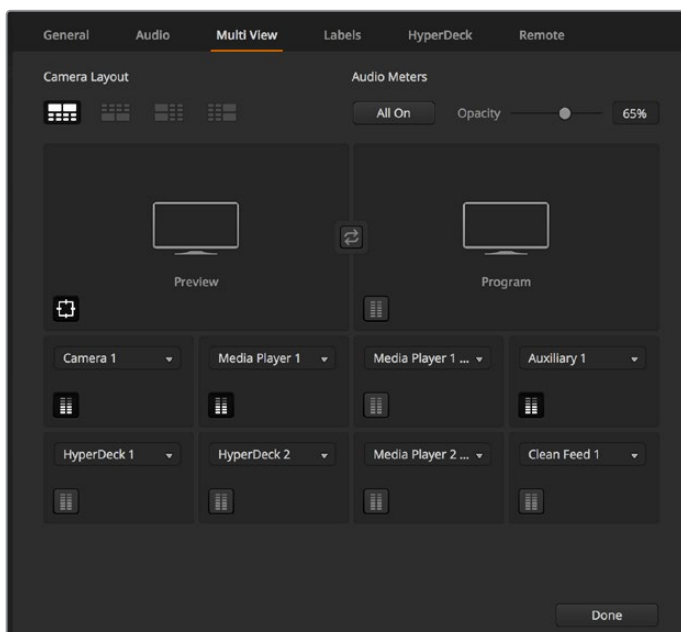 General Audio Multi View Labels HyperDeck Remote
Camera Layout Audio Meters
All On Opacity 65%
Preview Program
Camera 1 Media Player 1 Media Player 1 ... Auxiliary 1
HyperDeck 1 HyperDeck 2 Media Player 2 ... Clean Feed 1
Done